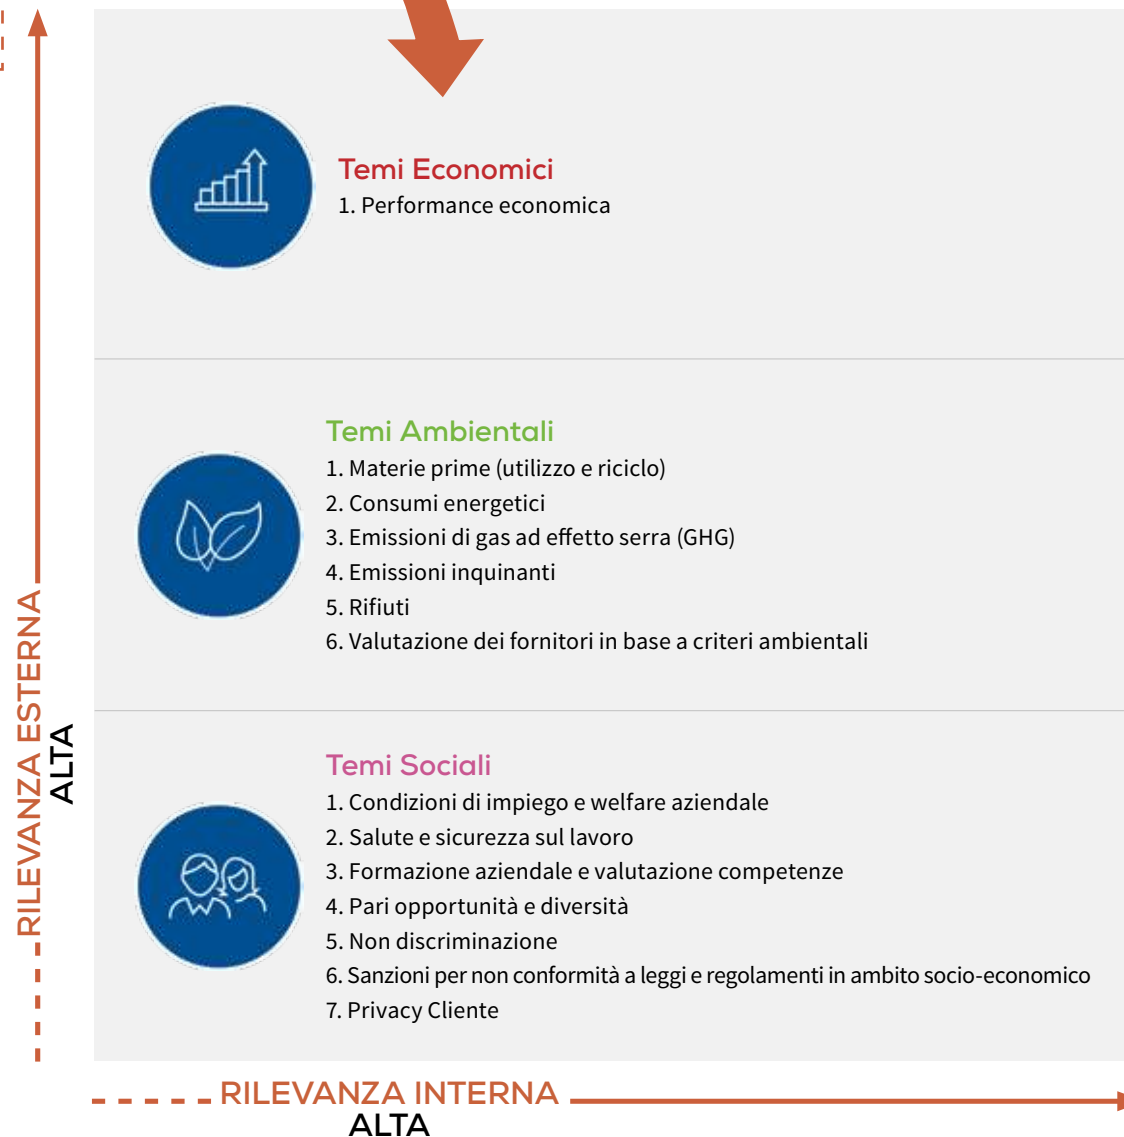 Temi Economici
1. Performance economica
Temi Ambientali
1. Materie prime (utilizzo e riciclo)
2. Consumi energetici
3. Emissioni di gas ad effetto serra (GHG)
4. Emissioni inquinanti
5. Rifiuti
6. Valutazione dei fornitori in base a criteri ambientali
Temi Sociali
1. Condizioni di impiego e welfare aziendale
2. Salute e sicurezza sul lavoro
3. Formazione aziendale e valutazione competenze
4. Pari opportunità e diversità
5. Non discriminazione
6. Sanzioni per non conformità a leggi e regolamenti in ambito socio-economico
7. Privacy Cliente
RILEVANZA ESTERNA
ALTA
RILEVANZA INTERNA
ALTA